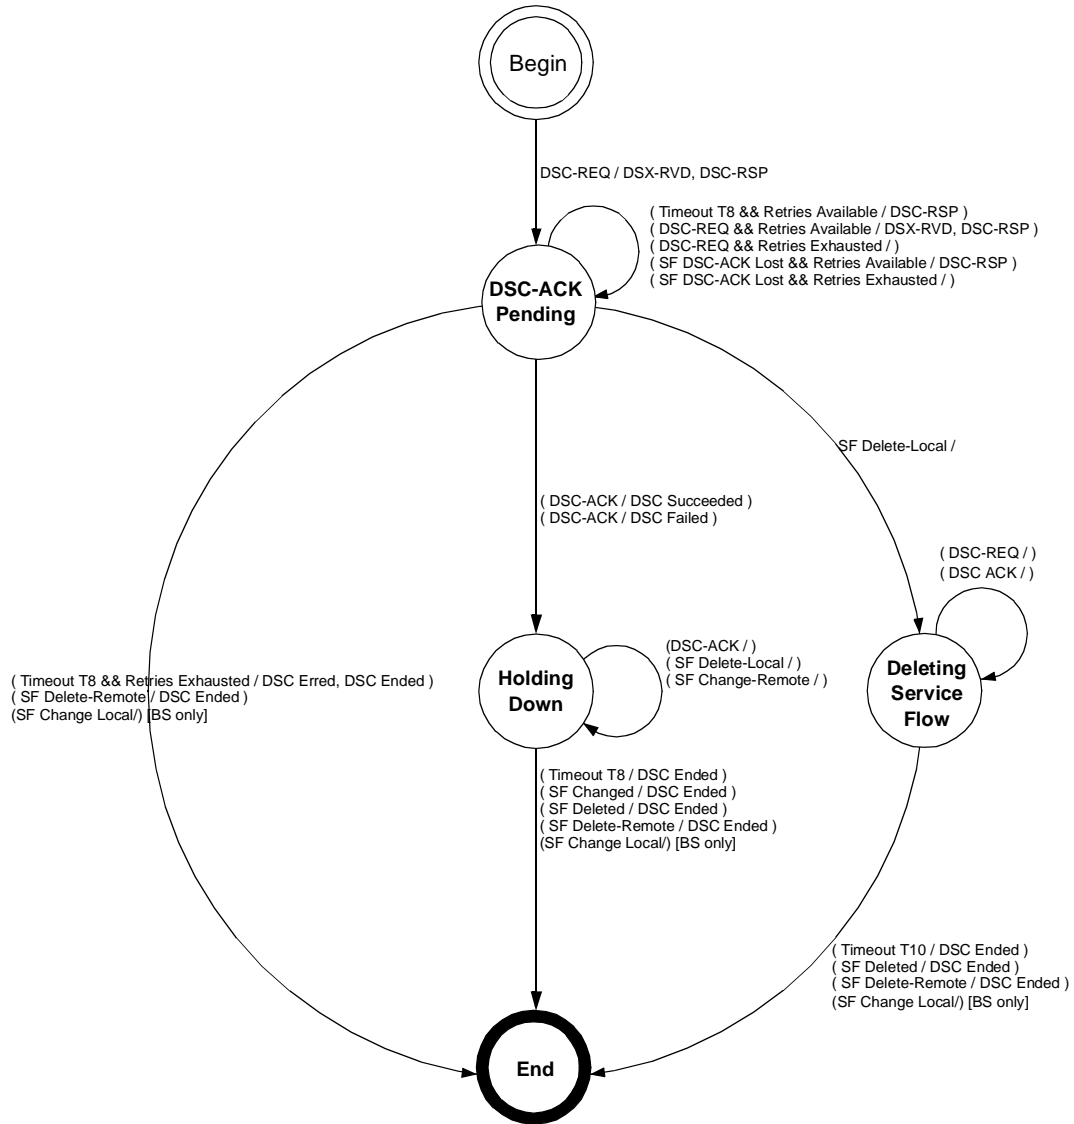 Begin
DSC-REQ / DSX-RVD, DSC-RSP
( Timeout T8 && Retries Available / DSC-RSP )
( DSC-REQ && Retries Available / DSX-RVD, DSC-RSP )
( DSC-REQ && Retries Exhausted / )
( SF DSC-ACK Lost && Retries Available / DSC-RSP )
( SF DSC-ACK Lost && Retries Exhausted / )
DSC-ACK
Pending
SF Delete-Local /
( DSC-ACK / DSC Succeeded )
( DSC-ACK / DSC Failed )
( DSC-REQ / )
( DSC ACK / )
(DSC-ACK / )
( SF Delete-Local / )
( SF Change-Remote / )
Holding
Down
Deleting
Service
Flow
( Timeout T8 && Retries Exhausted / DSC Erred, DSC Ended )
( SF Delete-Remote / DSC Ended )
(SF Change Local/) [BS only]
( Timeout T8 / DSC Ended )
( SF Changed / DSC Ended )
( SF Deleted / DSC Ended )
( SF Delete-Remote / DSC Ended )
(SF Change Local/) [BS only]
( Timeout T10 / DSC Ended )
( SF Deleted / DSC Ended )
( SF Delete-Remote / DSC Ended )
(SF Change Local/) [BS only]
End